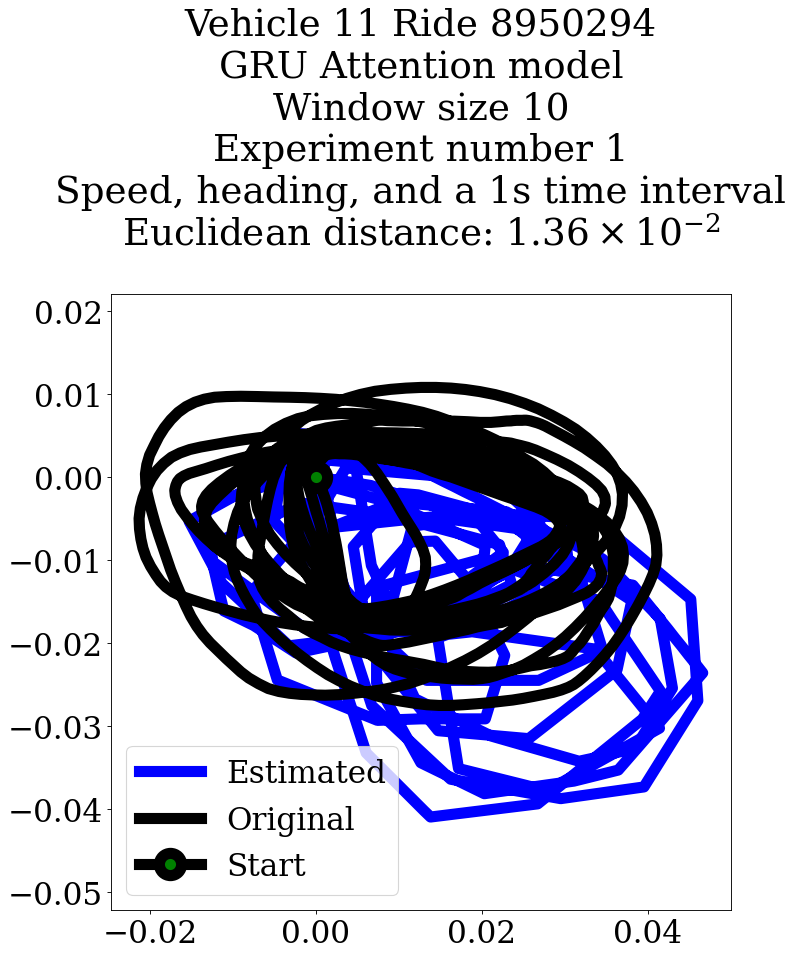 Vehicle 11 Ride 8950294
GRU Attention model
Window size 10
Experiment number 1
Speed, heading, and a 1s time interval
Euclidean distance: 1.36 × 10⁻²
0.02
0.01
0.00
−0.01
−0.02
−0.03
−0.04
−0.05
Estimated
Original
Start
−0.02 0.00 0.02 0.04